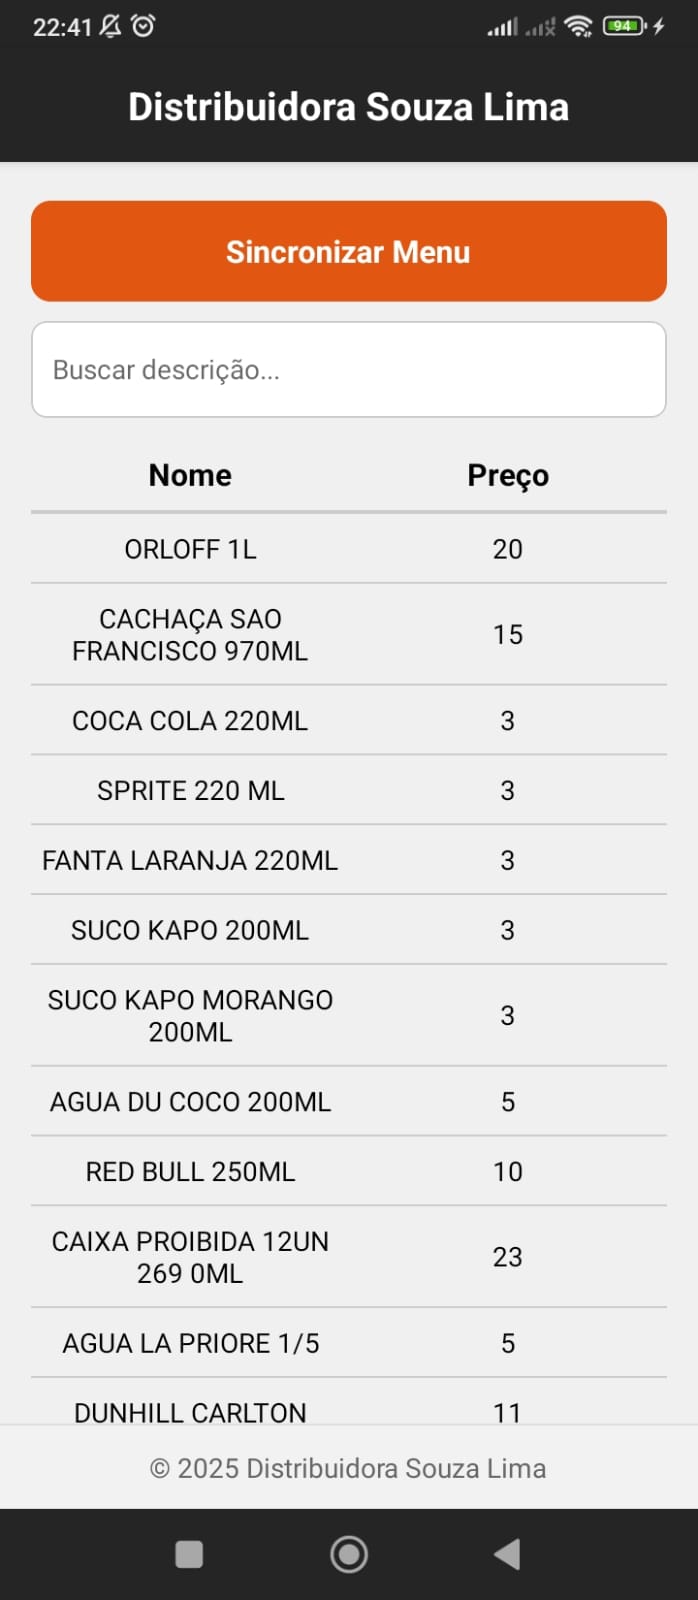 22:41
94
Distribuidora Souza Lima
Sincronizar Menu
Buscar descrição...
Nome Preço
ORLOFF 1L 20
CACHAÇA SAO
FRANCISCO 970ML 15
COCA COLA 220ML 3
SPRITE 220 ML 3
FANTA LARANJA 220ML 3
SUCO KAPO 200ML 3
SUCO KAPO MORANGO
200ML 3
AGUA DU COCO 200ML 5
RED BULL 250ML 10
CAIXA PROIBIDA 12UN
269 0ML 23
AGUA LA PRIORE 1/5 5
DUNHILL CARLTON 11
© 2025 Distribuidora Souza Lima